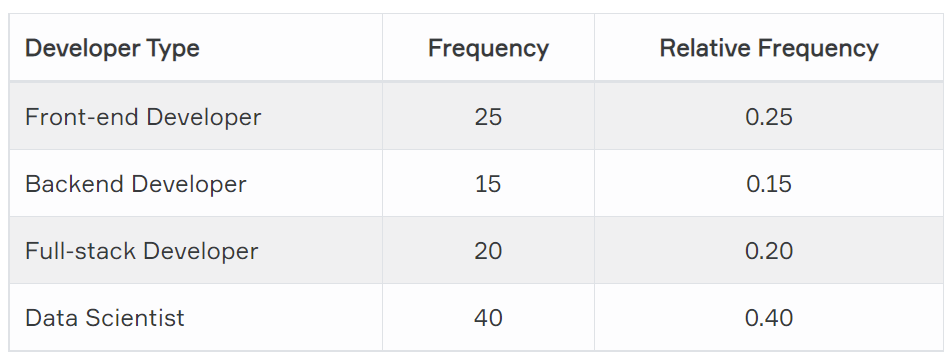 Developer Type Frequency Relative Frequency
Front-end Developer 25 0.25
Backend Developer 15 0.15
Full-stack Developer 20 0.20
Data Scientist 40 0.40